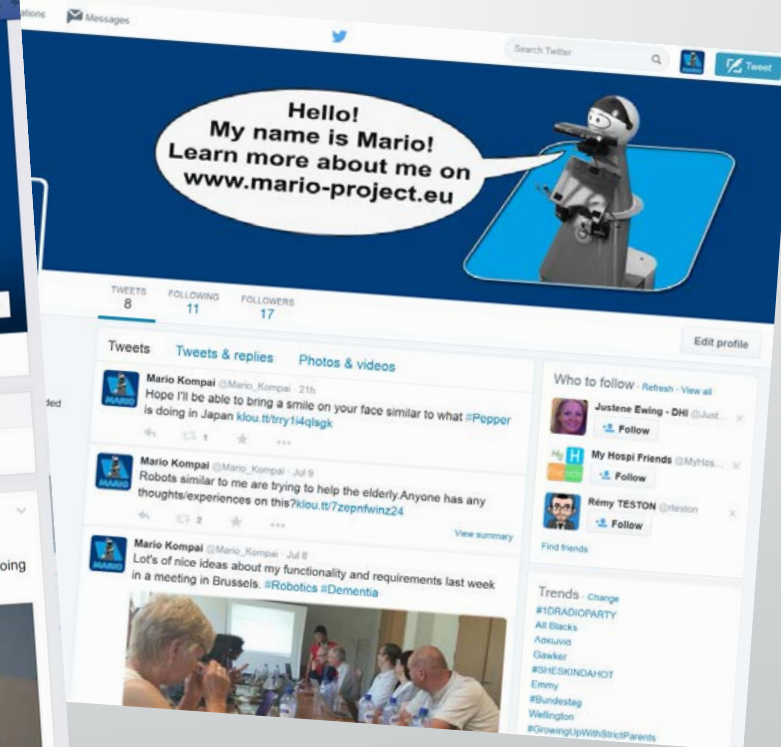 ations
Messages
Search Twitter
Tweet
Hello!
My name is Mario!
Learn more about me on
www.mario-project.eu
TWEETS
8
FOLLOWING
11
FOLLOWERS
17
Edit profile
Tweets
Tweets & replies
Photos & videos
MARIO
Mario Kompai @Mario_Kompai · 21h
Hope I'll be able to bring a smile on your face similar to what #Pepper
is doing in Japan klou.tt/trry1i4qlsgk
1
MARIO
Mario Kompai @Mario_Kompai · Jul 9
Robots similar to me are trying to help the elderly.Anyone has any
thoughts/experiences on this?klou.tt/7zepnfwinz24
2
View summary
MARIO
Mario Kompai @Mario_Kompai · Jul 8
Lot's of nice ideas about my functionality and requirements last week
in a meeting in Brussels. #Robotics #Dementia
Who to follow · Refresh · View all
Justene Ewing - DHI @Just...
Follow
My Hospi Friends @MyHos...
Follow
Rémy TESTON @rteston
Follow
Find friends
Trends · Change
#1DRADIOPARTY
All Blacks
Λακωνία
Gawker
#SHESKINDAHOT
Emmy
#Bundestag
Wellington
#GrowingUpWithStrictParents
ded
oing